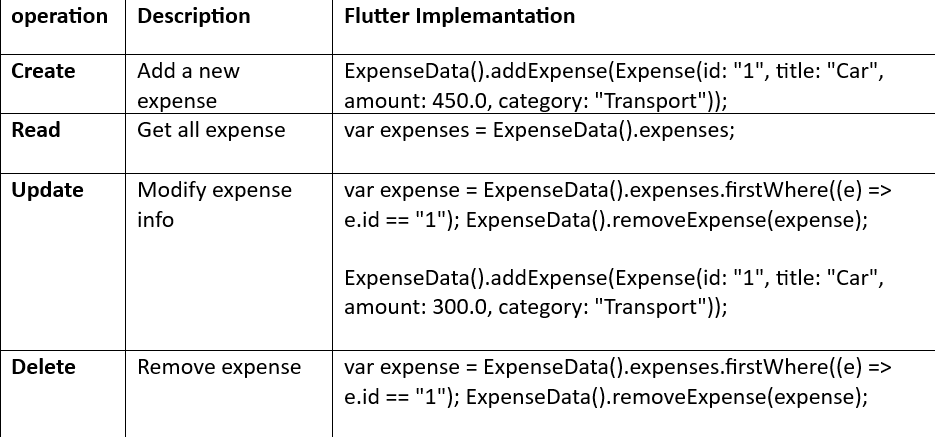 operation Description Flutter Implemantation
Create Add a new ExpenseData().addExpense(Expense(id: "1", title: "Car",
expense amount: 450.0, category: "Transport"));
Read Get all expense var expenses = ExpenseData().expenses;
Update Modify expense var expense = ExpenseData().expenses.firstWhere((e) =>
info e.id == "1"); ExpenseData().removeExpense(expense);
ExpenseData().addExpense(Expense(id: "1", title: "Car",
amount: 300.0, category: "Transport"));
Delete Remove expense var expense = ExpenseData().expenses.firstWhere((e) =>
e.id == "1"); ExpenseData().removeExpense(expense);